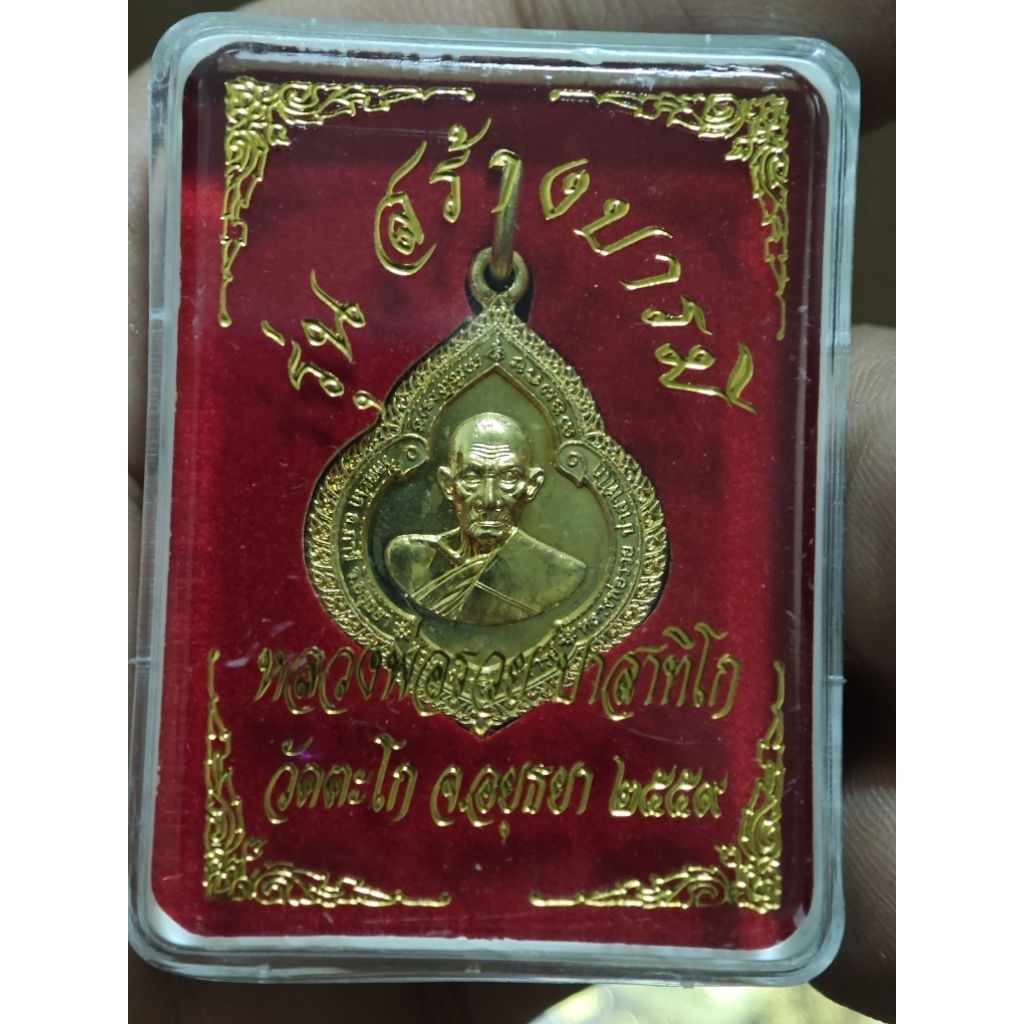 รุ่น สร้างบารมี
หลวงพ่อรวย ปาสาทิโก
วัดตะโก จ.อยุธยา ๒๕๕๙